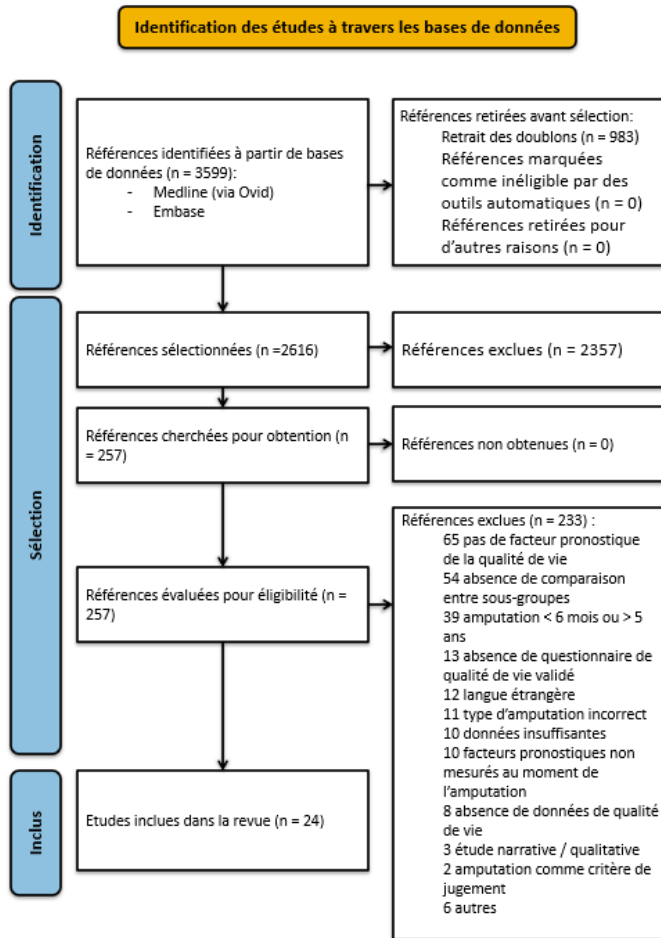 Identification des études à travers les bases de données
Identification
Références identifiées à partir de bases
de données (n = 3599):
- Medline (via Ovid)
- Embase
Références retirées avant sélection:
Retrait des doublons (n = 983)
Références marquées
comme inéligible par des
outils automatiques (n = 0)
Références retirées pour
d'autres raisons (n = 0)
Sélection
Références sélectionnées (n =2616)
Références exclues (n = 2357)
Références cherchées pour obtention (n
= 257)
Références non obtenues (n = 0)
Références évaluées pour éligibilité (n =
257)
Références exclues (n = 233) :
65 pas de facteur pronostique
de la qualité de vie
54 absence de comparaison
entre sous-groupes
39 amputation < 6 mois ou > 5
ans
13 absence de questionnaire de
qualité de vie validé
12 langue étrangère
11 type d'amputation incorrect
10 données insuffisantes
10 facteurs pronostiques non
mesurés au moment de
l'amputation
8 absence de données de qualité
de vie
3 étude narrative / qualitative
2 amputation comme critère de
jugement
6 autres
Inclus
Etudes inclues dans la revue (n = 24)